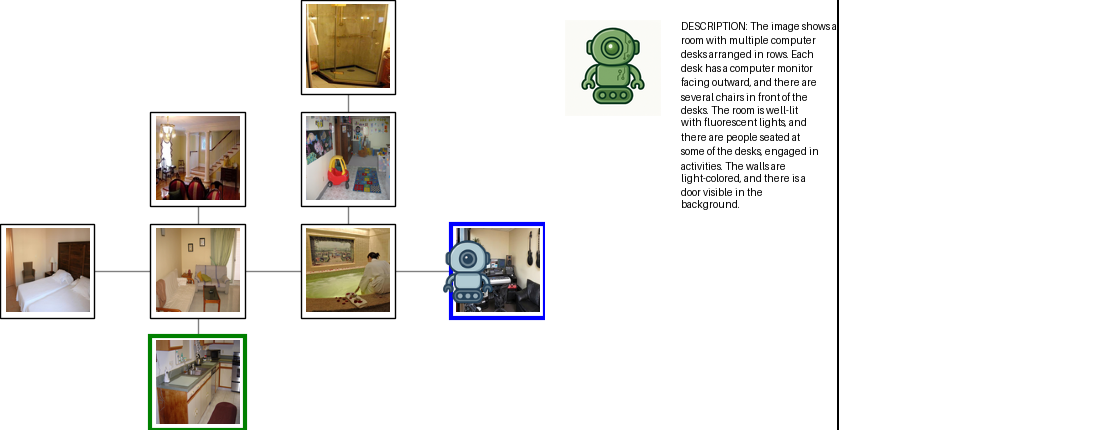 DESCRIPTION: The image shows a
room with multiple computer
desks arranged in rows. Each
desk has a computer monitor
facing outward, and there are
several chairs in front of the
desks. The room is well-lit
with fluorescent lights, and
there are people seated at
some of the desks, engaged in
activities. The walls are
light-colored, and there is a
door visible in the
background.